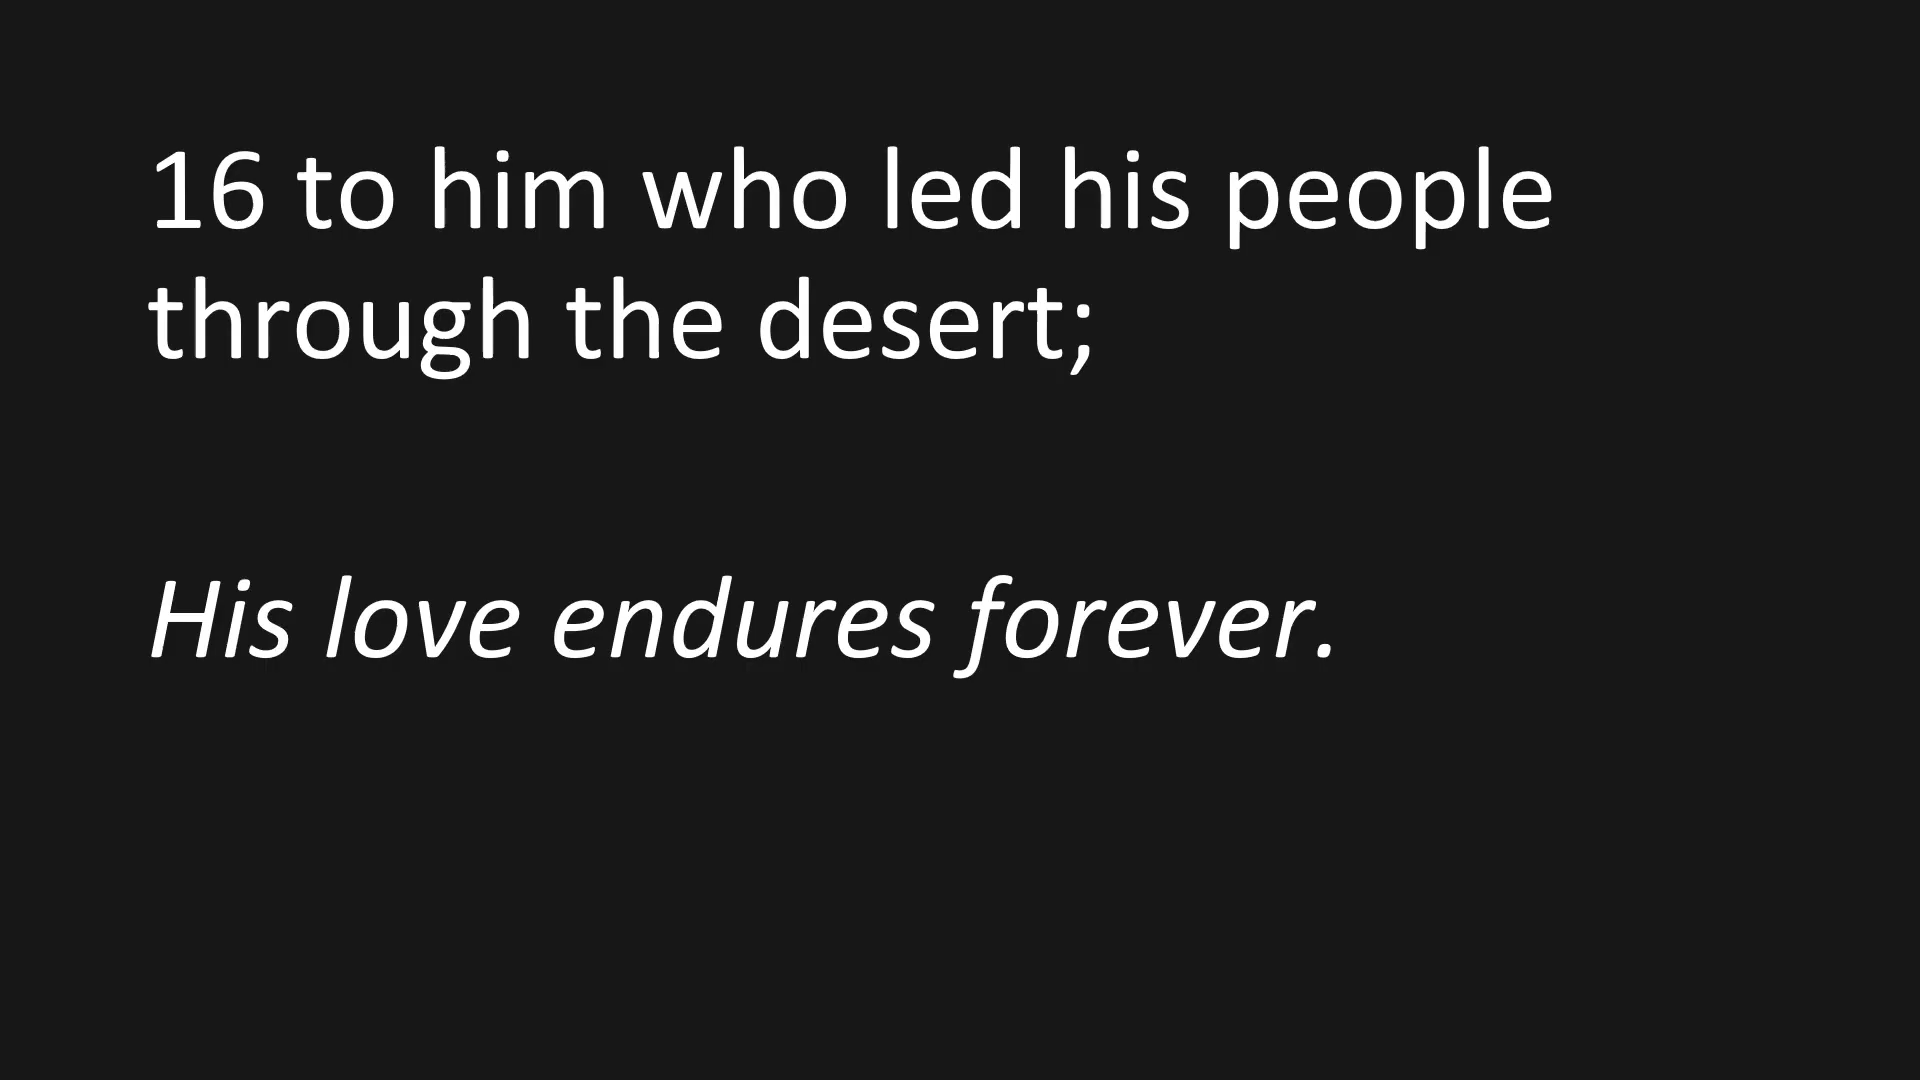 16 to him who led his people
through the desert;
His love endures forever.